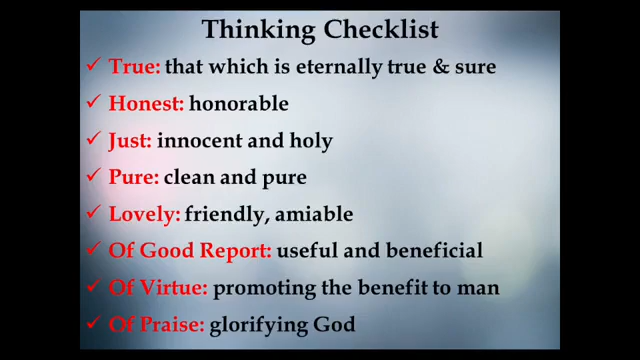 Thinking Checklist
✓ True: that which is eternally true & sure
✓ Honest: honorable
✓ Just: innocent and holy
✓ Pure: clean and pure
✓ Lovely: friendly, amiable
✓ Of Good Report: useful and beneficial
✓ Of Virtue: promoting the benefit to man
✓ Of Praise: glorifying God